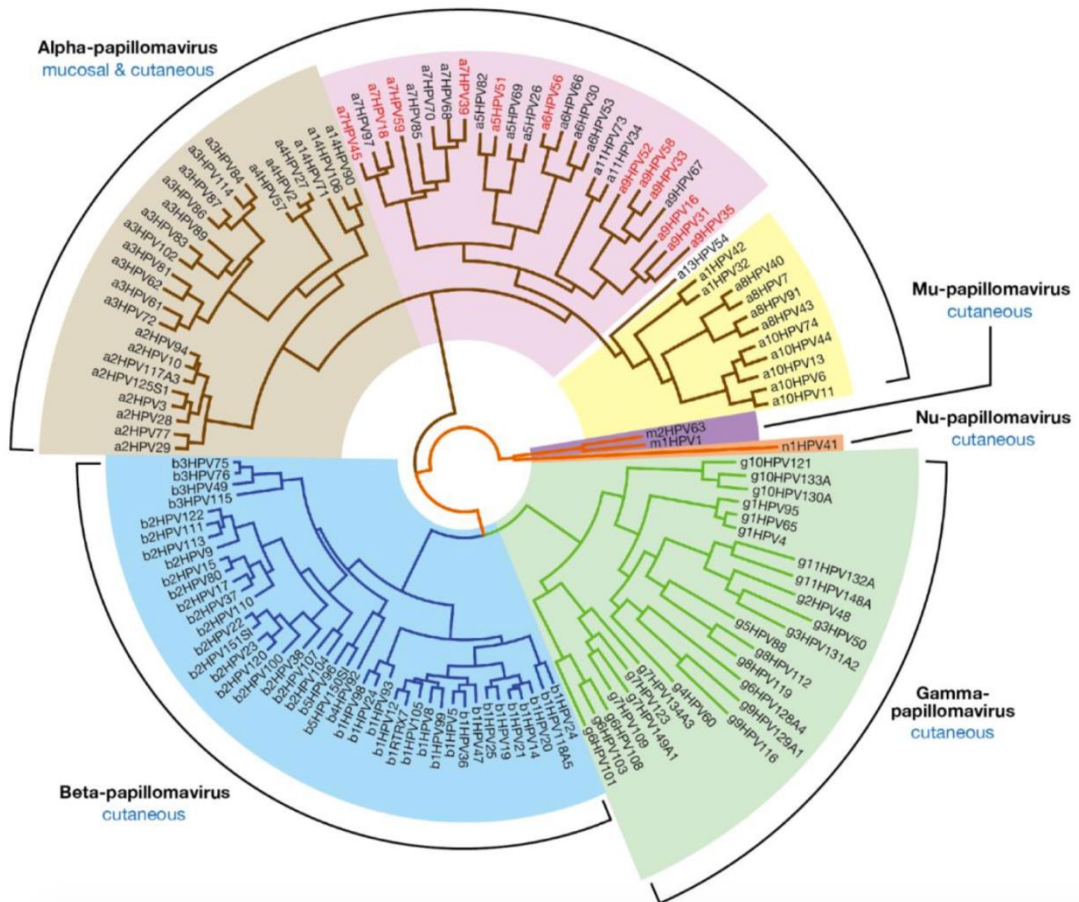 Alpha-papillomavirus
mucosal & cutaneous
a2HPV29
a2HPV77
a2HPV28
a2HPV3
a2HPV125S1
a2HPV117A3
a2HPV10
a2HPV94
a3HPV72
a3HPV61
a3HPV62
a3HPV81
a3HPV102
a3HPV83
a3HPV89
a3HPV86
a3HPV87
a3HPV114
a3HPV84
a4HPV57
a4HPV2
a4HPV27
a14HPV71
a14HPV106
a14HPV90
a7HPV45
a7HPV97
a7HPV18
a7HPV59
a7HPV85
a7HPV70
a7HPV68
a7HPV39
a5HPV82
a5HPV51
a5HPV69
a5HPV26
a6HPV56
a6HPV66
a6HPV30
a6HPV53
a11HPV73
a11HPV34
a9HPV52
a9HPV58
a9HPV33
a9HPV67
a9HPV16
a9HPV31
a9HPV35
a13HPV54
a1HPV42
a1HPV32
a8HPV40
a8HPV7
a8HPV91
a8HPV43
a10HPV74
a10HPV44
a10HPV13
a10HPV6
a10HPV11
Mu-papillomavirus
cutaneous
m2HPV63
m1HPV1
Nu-papillomavirus
cutaneous
n1HPV41
g10HPV121
g10HPV133A
g10HPV130A
g1HPV95
g1HPV65
g1HPV4
g11HPV132A
g11HPV148A
g2HPV48
g3HPV50
g3HPV131A2
g5HPV88
g8HPV112
g8HPV119
g6HPV128A4
g9HPV129A1
g9HPV116
g4HPV60
g7HPV134A3
g7HPV123
g7HPV149A1
g7HPV109
g6HPV108
g6HPV103
g6HPV101
Gamma-
papillomavirus
cutaneous
b3HPV75
b3HPV76
b3HPV49
b3HPV115
b2HPV122
b2HPV111
b2HPV113
b2HPV9
b2HPV15
b2HPV80
b2HPV17
b2HPV37
b2HPV110
b2HPV22
b2HPV151SI
b2HPV23
b2HPV120
b2HPV100
b2HPV38
b2HPV107
b2HPV104
b5HPV96
b5HPV150SI
b4HPV92
b1HPV98
b1HPV24
b1HPV93
b1HPV12
b1RTRX7
b1HPV105
b1HPV8
b1HPV99
b1HPV5
b1HPV36
b1HPV47
b1HPV25
b1HPV19
b1HPV21
b1HPV14
b1HPV20
b1HPV118A5
b1HPV24
Beta-papillomavirus
cutaneous